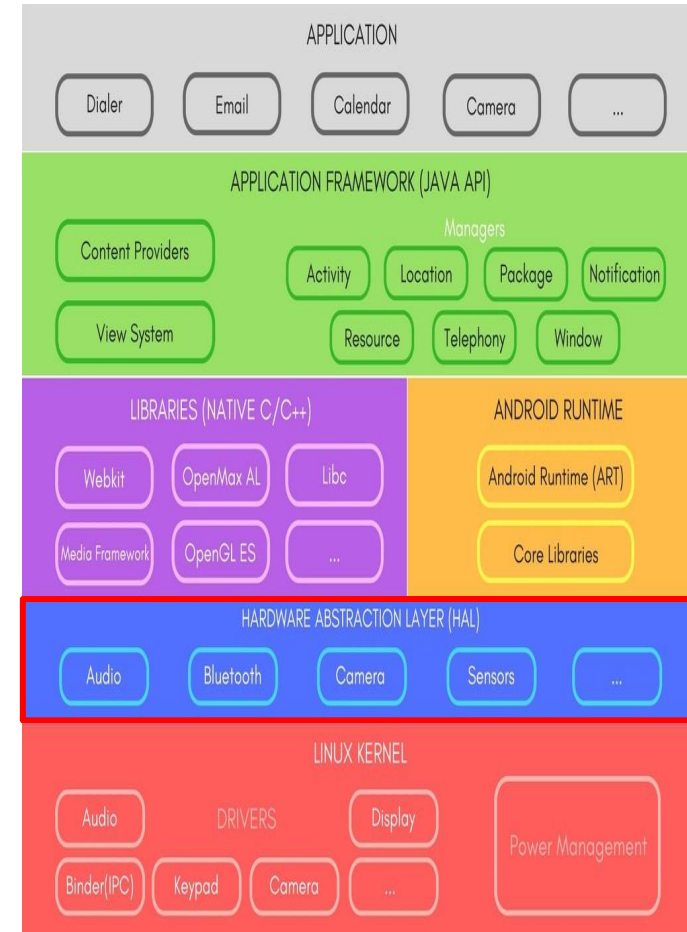 APPLICATION
Dialer Email Calendar Camera ...
APPLICATION FRAMEWORK (JAVA API)
Managers
Content Providers
Activity Location Package Notification
View System
Resource Telephony Window
LIBRARIES (NATIVE C/C++)
Webkit OpenMax AL Libc
Media Framework OpenGL ES ...
ANDROID RUNTIME
Android Runtime (ART)
Core Libraries
HARDWARE ABSTRACTION LAYER (HAL)
Audio Bluetooth Camera Sensors ...
LINUX KERNEL
Audio DRIVERS Display
Binder(IPC) Keypad Camera ...
Power Management